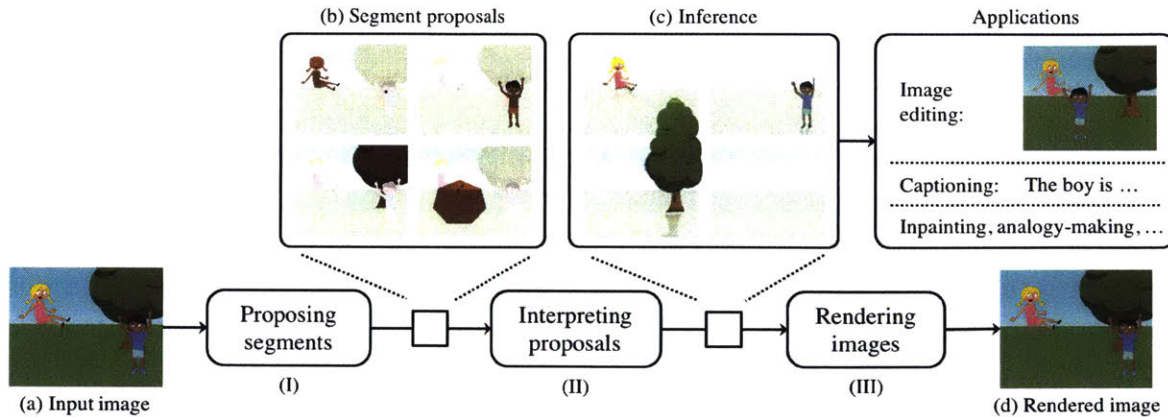 (b) Segment proposals
(c) Inference
Applications
Image
editing:
Captioning: The boy is ...
Inpainting, analogy-making, ...
Proposing
segments
Interpreting
proposals
Rendering
images
(I)
(II)
(III)
(a) Input image
(d) Rendered image